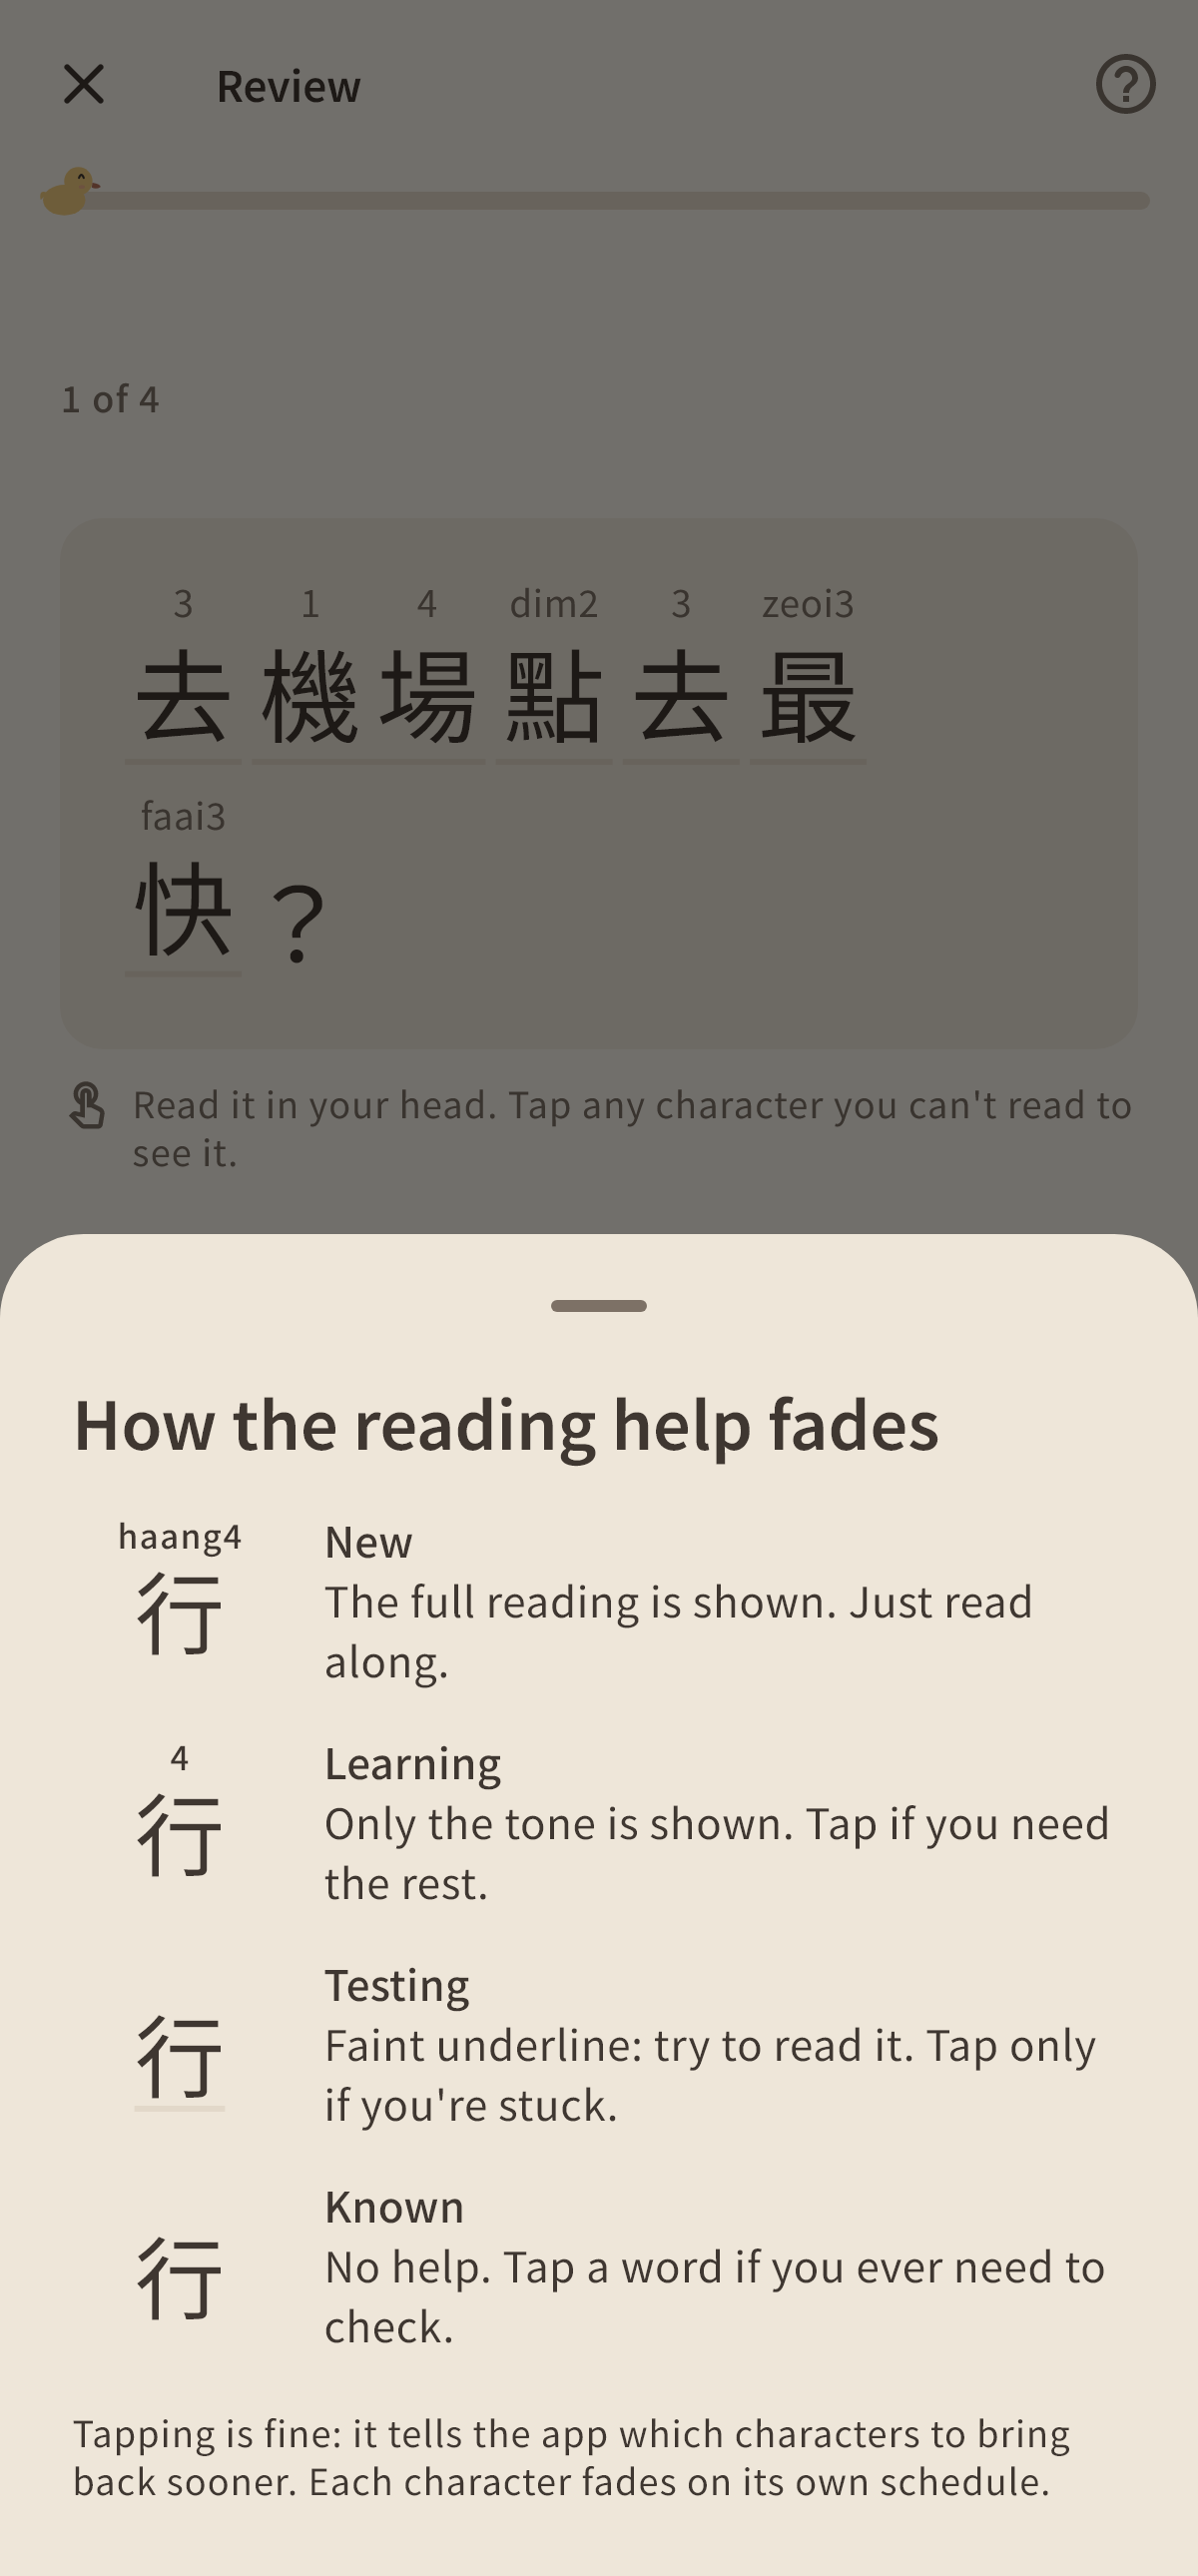 Review
1 of 4
3 1 4 dim2 3 zeoi3
去機場點去最
faai3
快？
Read it in your head. Tap any character you can't read to
see it.
How the reading help fades
haang4
行
New
The full reading is shown. Just read
along.
4
行
Learning
Only the tone is shown. Tap if you need
the rest.
行
Testing
Faint underline: try to read it. Tap only
if you're stuck.
行
Known
No help. Tap a word if you ever need to
check.
Tapping is fine: it tells the app which characters to bring
back sooner. Each character fades on its own schedule.